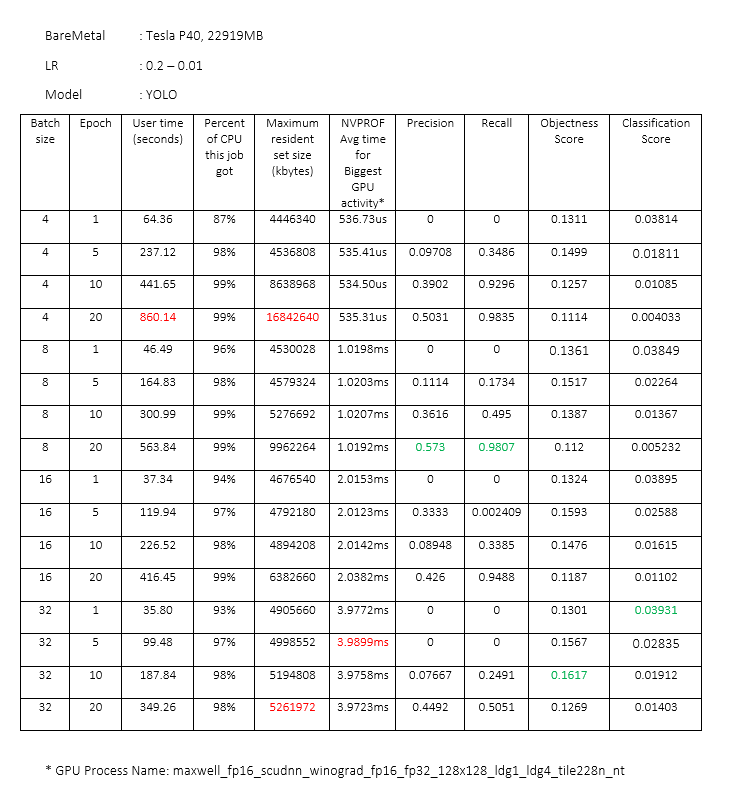 BareMetal : Tesla P40, 22919MB
LR : 0.2 – 0.01
Model : YOLO
Batch size Epoch User time (seconds) Percent of CPU this job got Maximum resident set size (kbytes) NVPROF Avg time for Biggest GPU activity* Precision Recall Objectness Score Classification Score
4 1 64.36 87% 4446340 536.73us 0 0 0.1311 0.03814
4 5 237.12 98% 4536808 535.41us 0.09708 0.3486 0.1499 0.01811
4 10 441.65 99% 8638968 534.50us 0.3902 0.9296 0.1257 0.01085
4 20 860.14 99% 16842640 535.31us 0.5031 0.9835 0.1114 0.004033
8 1 46.49 96% 4530028 1.0198ms 0 0 0.1361 0.03849
8 5 164.83 98% 4579324 1.0203ms 0.1114 0.1734 0.1517 0.02264
8 10 300.99 99% 5276692 1.0207ms 0.3616 0.495 0.1387 0.01367
8 20 563.84 99% 9962264 1.0192ms 0.573 0.9807 0.112 0.005232
16 1 37.34 94% 4676540 2.0153ms 0 0 0.1324 0.03895
16 5 119.94 97% 4792180 2.0123ms 0.3333 0.002409 0.1593 0.02588
16 10 226.52 98% 4894208 2.0142ms 0.08948 0.3385 0.1476 0.01615
16 20 416.45 99% 6382660 2.0382ms 0.426 0.9488 0.1187 0.01102
32 1 35.80 93% 4905660 3.9772ms 0 0 0.1301 0.03931
32 5 99.48 97% 4998552 3.9899ms 0 0 0.1567 0.02835
32 10 187.84 98% 5194808 3.9758ms 0.07667 0.2491 0.1617 0.01912
32 20 349.26 98% 5261972 3.9723ms 0.4492 0.5051 0.1269 0.01403
* GPU Process Name: maxwell_fp16_scudnn_winograd_fp16_fp32_128x128_ldg1_ldg4_tile228n_nt